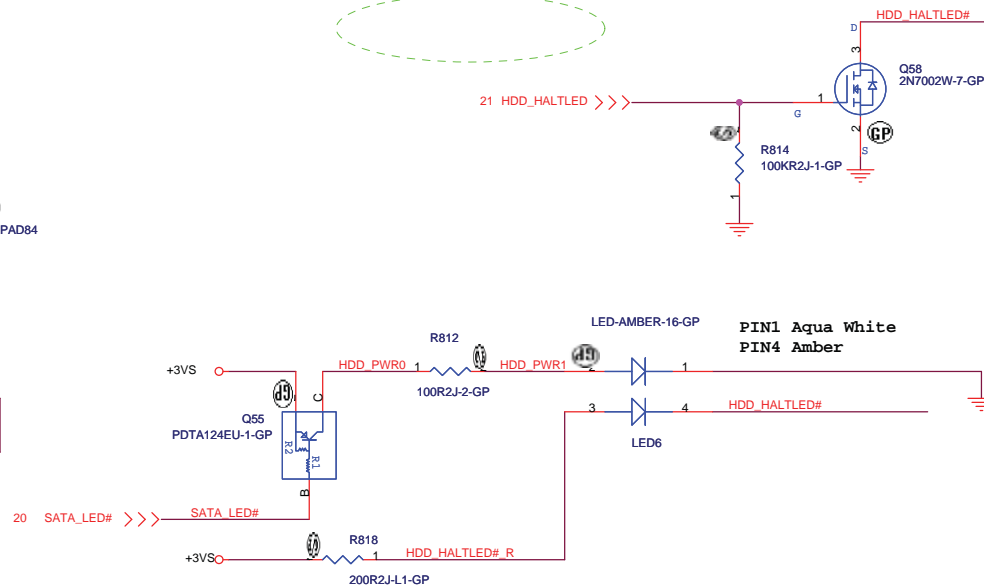 HDD_HALTLED#
D
3
Q58
2N7002W-7-GP
21 HDD_HALTLED
1
G
2
GP
S
R814
100KR2J-1-GP
1
PAD84
LED-AMBER-16-GP
PIN1 Aqua White
PIN4 Amber
R812
+3VS
HDD_PWR0
1
2
HDD_PWR1
GP
2
1
100R2J-2-GP
GP
C
Q55
PDTA124EU-1-GP
R2
R1
B
3
4
HDD_HALTLED#
LED6
20 SATA_LED#
SATA_LED#
+3VS
R818
1
HDD_HALTLED#_R
200R2J-L1-GP